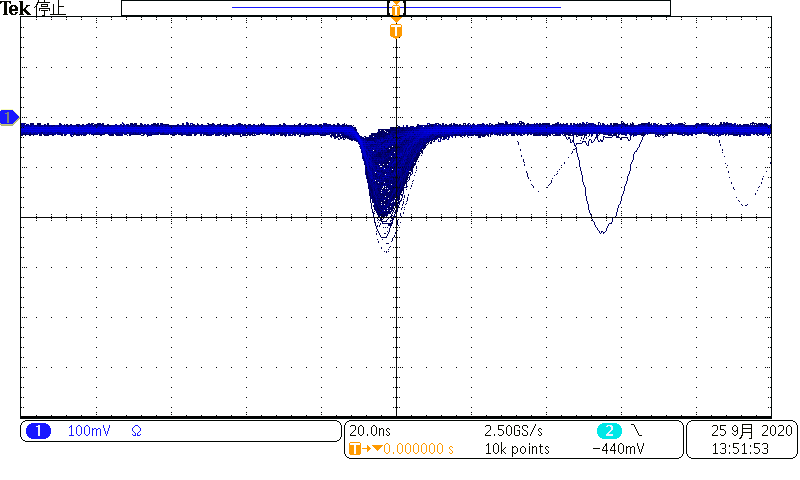 Tek 停止
T
T
1
1 100mV Ω
20.0ns 2.50GS/s 2
T→▼0.000000 s 10k points −440mV
25 9月 2020
13:51:53